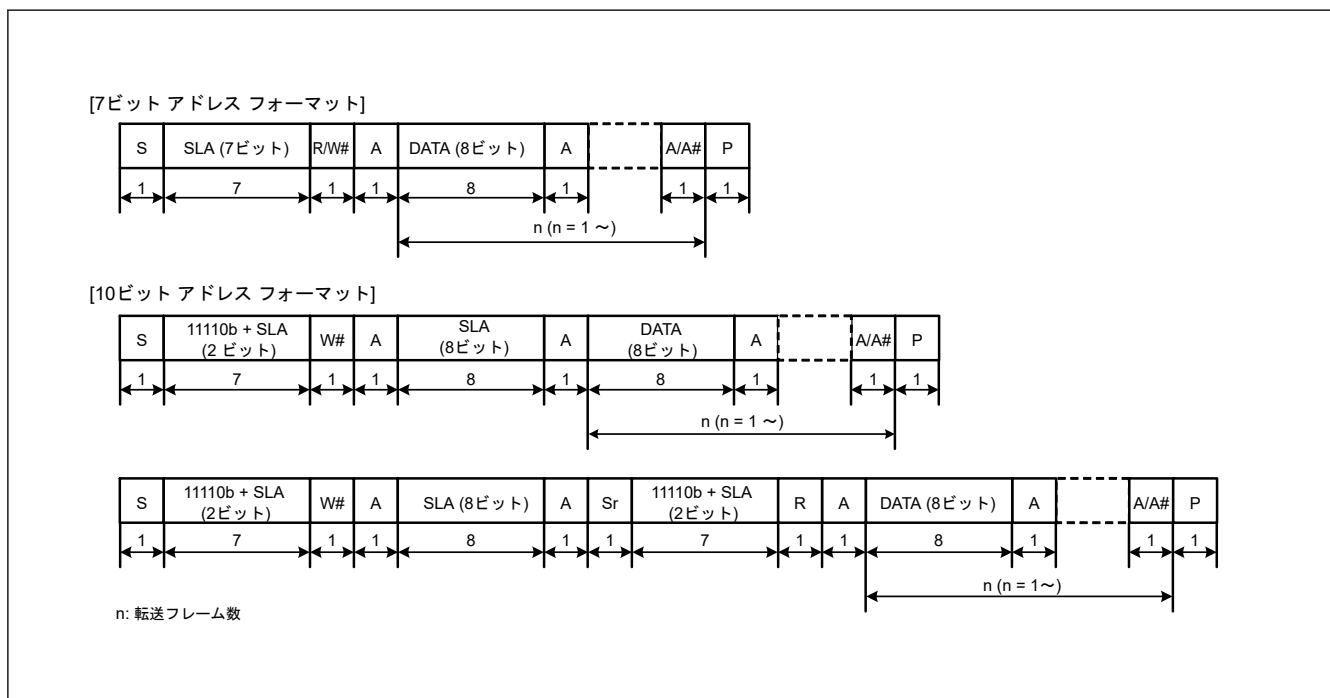 [7ビット アドレス フォーマット]
S SLA (7ビット) R/W# A DATA (8ビット) A A/A# P
1 7 1 1 8 1 1 1
n (n = 1 ～)
[10ビット アドレス フォーマット]
S 11110b + SLA (2 ビット) W# A SLA (8ビット) A DATA (8ビット) A A/A# P
1 7 1 1 8 1 8 1 1 1
n (n = 1 ～)
S 11110b + SLA (2ビット) W# A SLA (8ビット) A Sr 11110b + SLA (2ビット) R A DATA (8ビット) A A/A# P
1 7 1 1 8 1 1 7 1 1 8 1 1 1
n (n = 1～)
n: 転送フレーム数